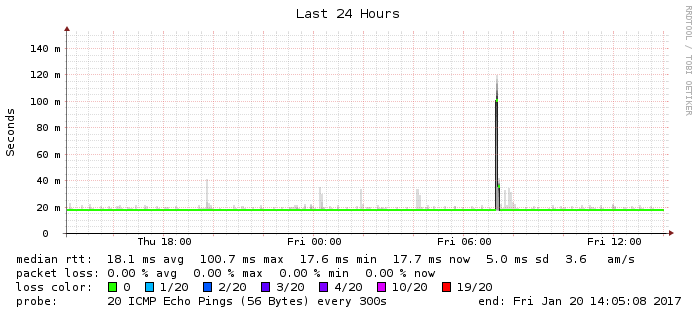 Last 24 Hours
RRDTOOL / TOBI OETIKER
Seconds
140 m
120 m
100 m
80 m
60 m
40 m
20 m
0
Thu 18:00 Fri 00:00 Fri 06:00 Fri 12:00
median rtt: 18.1 ms avg 100.7 ms max 17.6 ms min 17.7 ms now 5.0 ms sd 3.6 am/s
packet loss: 0.00 % avg 0.00 % max 0.00 % min 0.00 % now
loss color: 0 1/20 2/20 3/20 4/20 10/20 19/20
probe: 20 ICMP Echo Pings (56 Bytes) every 300s end: Fri Jan 20 14:05:08 2017